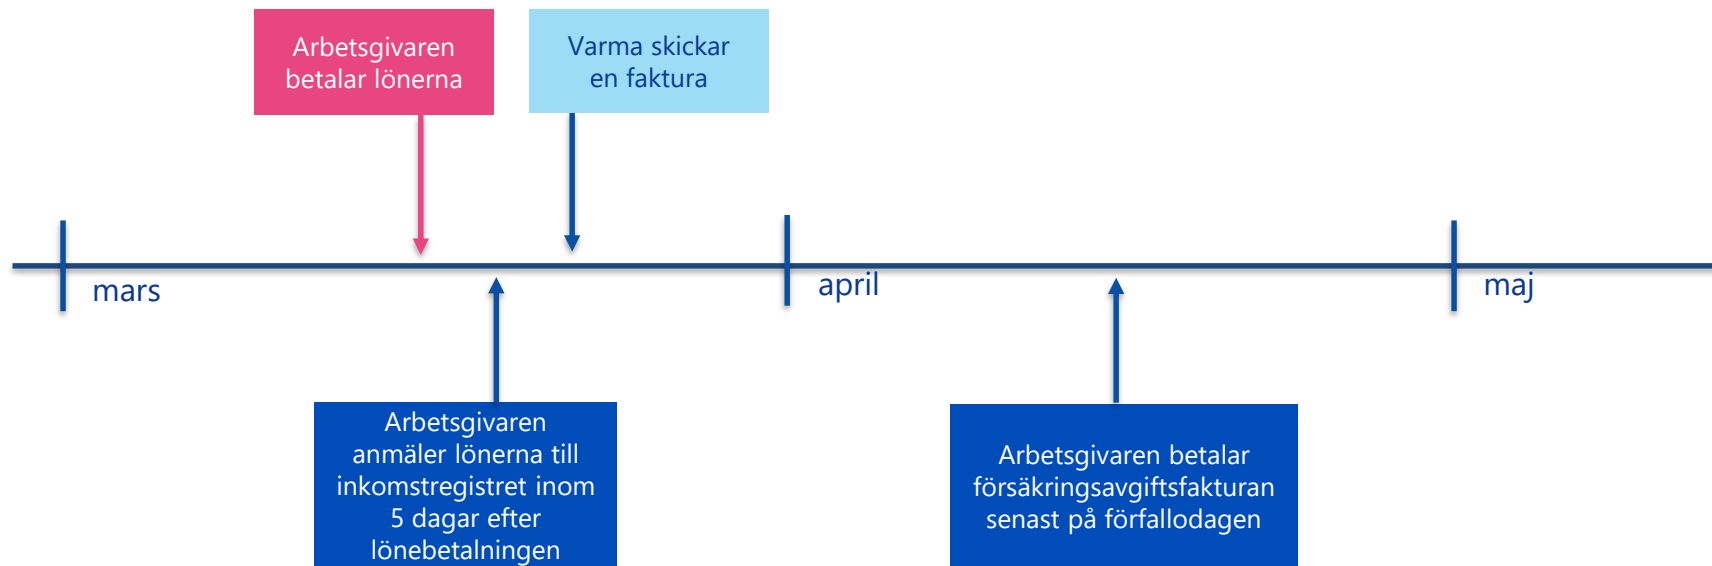 Arbetsgivaren
betalar lönerna
Varma skickar
en faktura
mars
april
maj
Arbetsgivaren
anmäler lönerna till
inkomstregistret inom
5 dagar efter
lönebetalningen
Arbetsgivaren betalar
försäkringsavgiftsfakturan
senast på förfallodagen